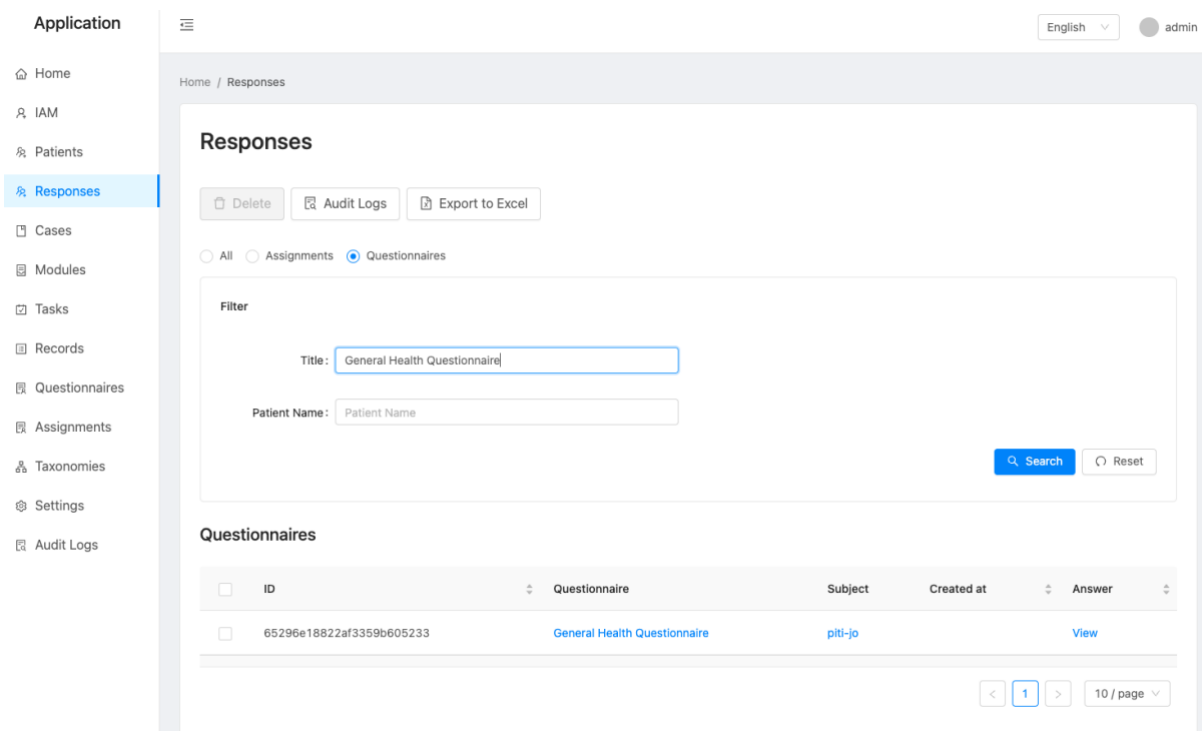 Application
English
admin
Home
IAM
Patients
Responses
Cases
Modules
Tasks
Records
Questionnaires
Assignments
Taxonomies
Settings
Audit Logs
Home / Responses
Responses
Delete Audit Logs Export to Excel
All Assignments Questionnaires
Filter
Title: General Health Questionnaire
Patient Name: Patient Name
Search Reset
Questionnaires
ID Questionnaire Subject Created at Answer
65296e18822af3359b605233 General Health Questionnaire piti-jo View
< 1 > 10 / page